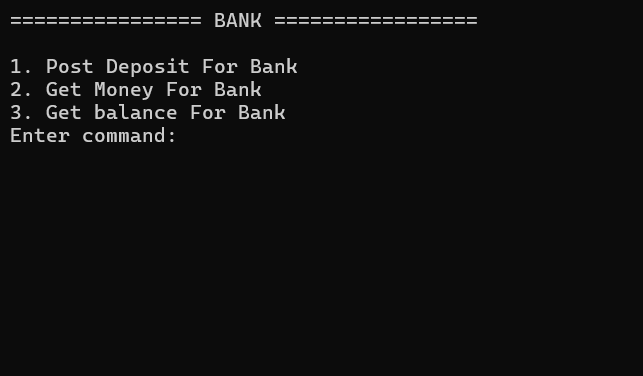 ================ BANK =================
1. Post Deposit For Bank
2. Get Money For Bank
3. Get balance For Bank
Enter command: